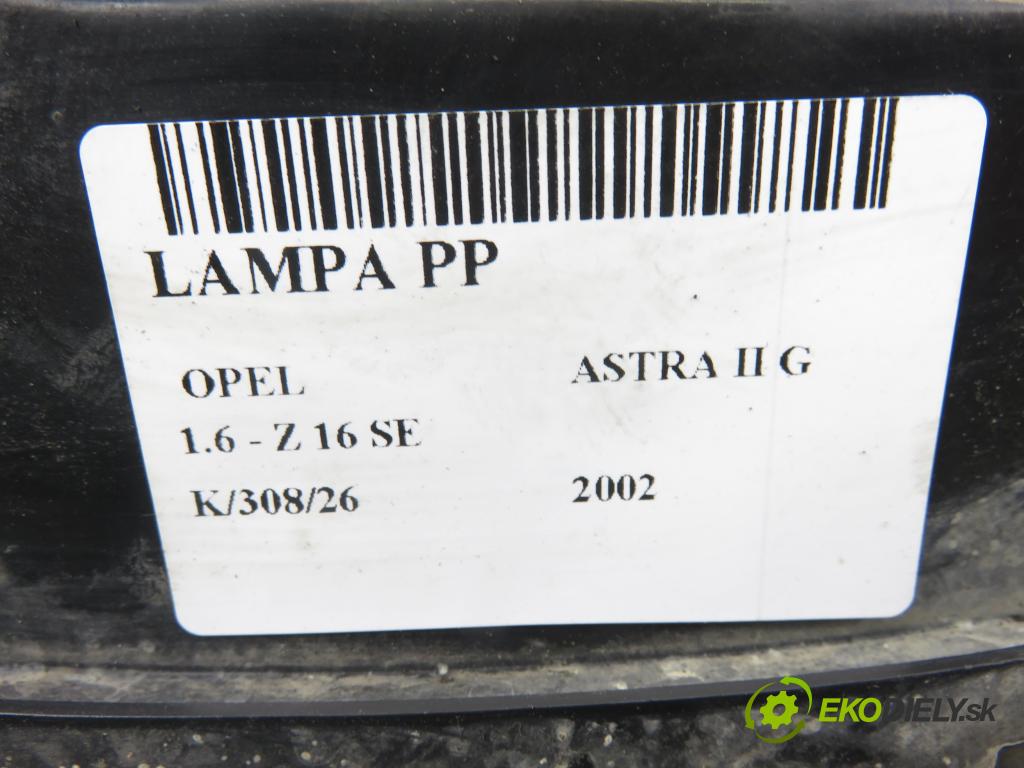 LAMPA PP
OPEL ASTRA II G
1.6 - Z 16 SE
K/308/26 2002
EKODIELY.sk